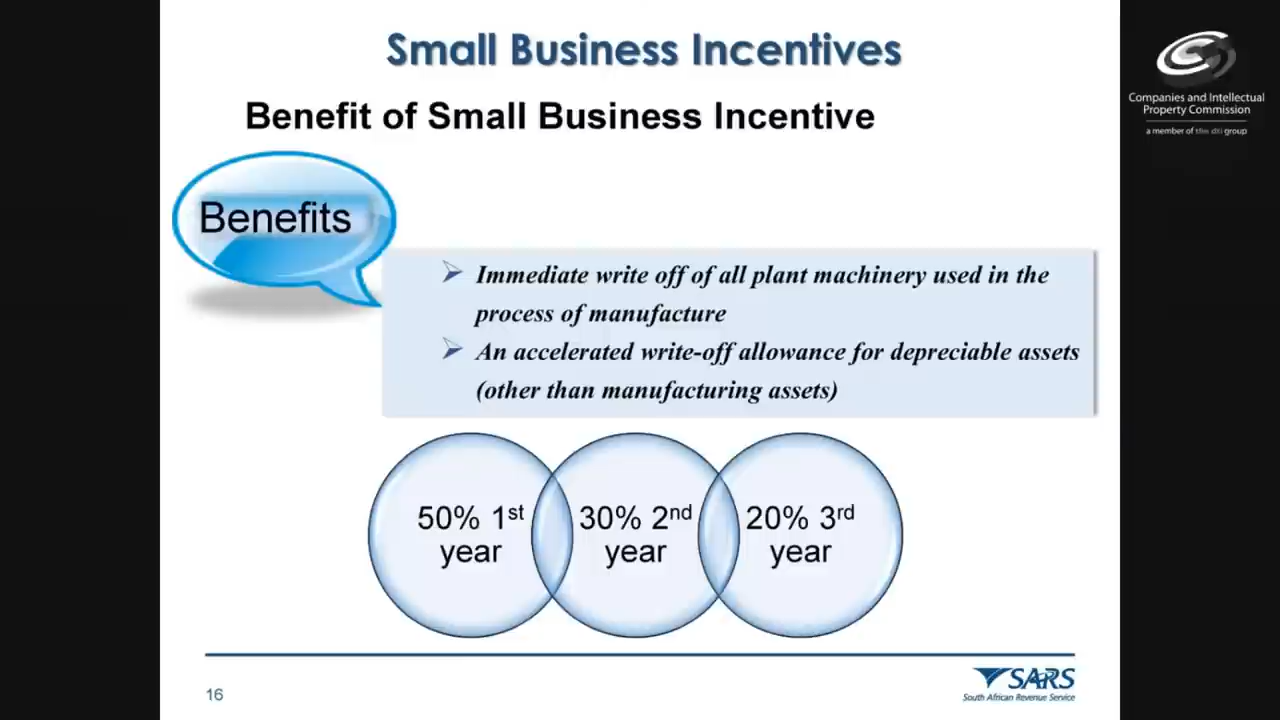 Small Business Incentives
Benefit of Small Business Incentive
Benefits
➢ Immediate write off of all plant machinery used in the
process of manufacture
➢ An accelerated write-off allowance for depreciable assets
(other than manufacturing assets)
50% 1st
year
30% 2nd
year
20% 3rd
year
16
SARS
South African Revenue Service
Companies and Intellectual
Property Commission
a member of the dti group